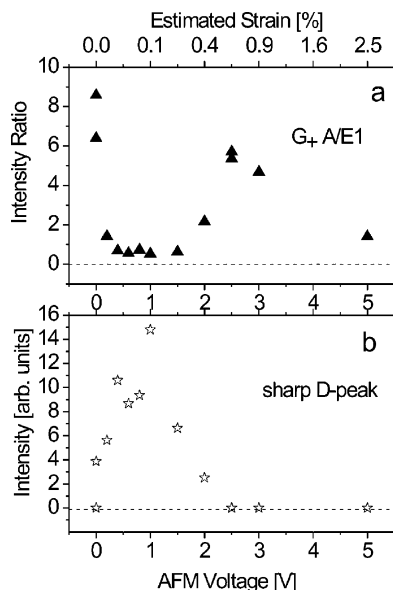 Estimated Strain [%]
0.0 0.1 0.4 0.9 1.6 2.5
10
8
6
4
2
0
Intensity Ratio
a
G+ A/E1
16
14
12
10
8
6
4
2
0
Intensity [arb. units]
b
sharp D-peak
0 1 2 3 4 5
AFM Voltage [V]